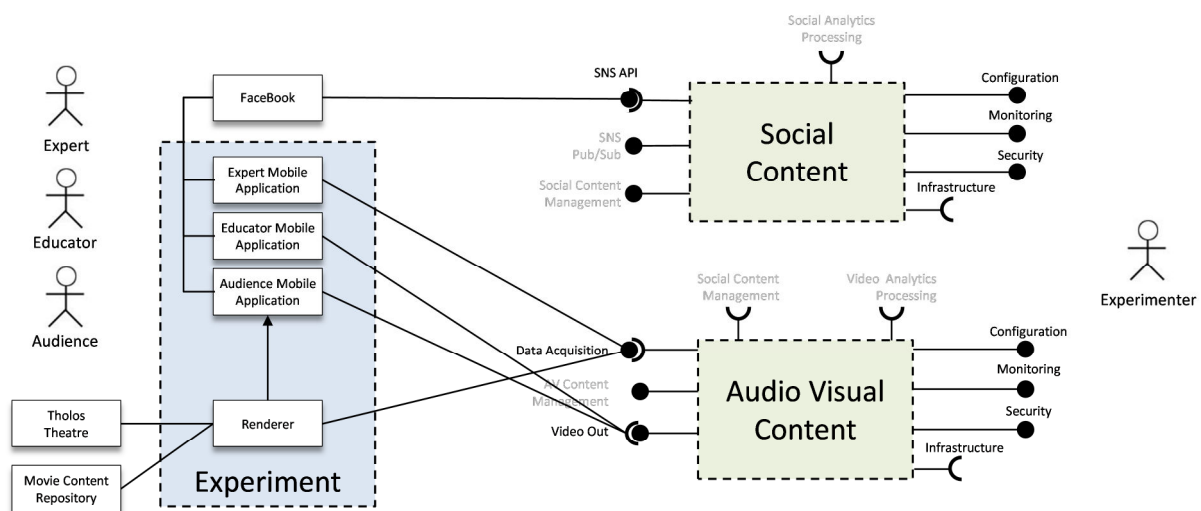 Social Analytics
Processing
SNS API
Configuration
FaceBook
Monitoring
Expert
SNS
Pub/Sub
Social
Content
Security
Expert Mobile
Application
Social Content
Management
Infrastructure
Educator
Educator Mobile
Application
Audience Mobile
Application
Social Content
Management
Video Analytics
Processing
Experimenter
Audience
Configuration
Data Acquisition
Monitoring
AV Content
Management
Audio Visual
Content
Tholos
Theatre
Renderer
Video Out
Security
Infrastructure
Movie Content
Repository
Experiment